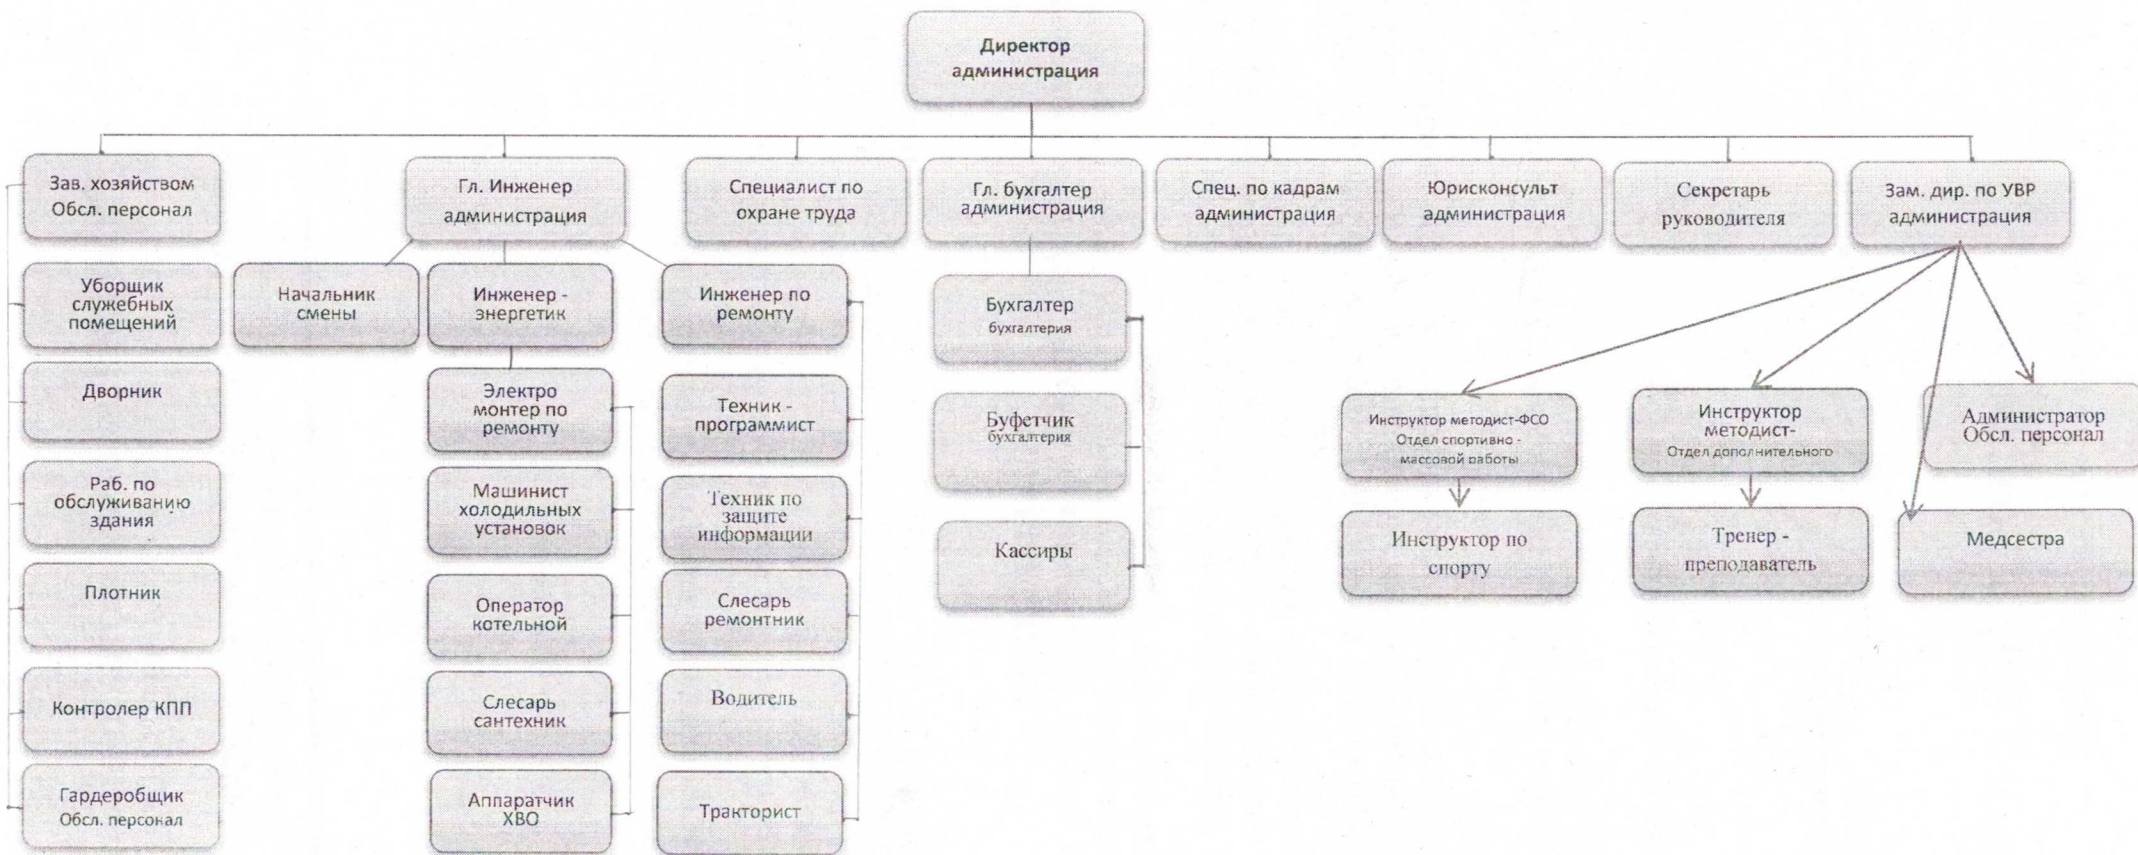 Директор
администрация
Зав. хозяйством
Обсл. персонал
Гл. Инженер
администрация
Специалист по
охране труда
Гл. бухгалтер
администрация
Спец. по кадрам
администрация
Юрисконсульт
администрация
Секретарь
руководителя
Зам. дир. по УВР
администрация
Уборщик
служебных
помещений
Дворник
Раб. по
обслуживанию
здания
Плотник
Контролер КПП
Гардеробщик
Обсл. персонал
Начальник
смены
Инженер -
энергетик
Электро
монтер по
ремонту
Машинист
холодильных
установок
Оператор
котельной
Слесарь
сантехник
Аппаратчик
ХВО
Инженер по
ремонту
Техник -
программист
Техник по
защите
информации
Слесарь
ремонтник
Водитель
Тракторист
Бухгалтер
бухгалтерия
Буфетчик
бухгалтерия
Кассиры
Инструктор методист-ФСО
Отдел спортивно -
массовой работы
Инструктор по
спорту
Инструктор
методист-
Отдел дополнительного
Тренер -
преподаватель
Администратор
Обсл. персонал
Медсестра